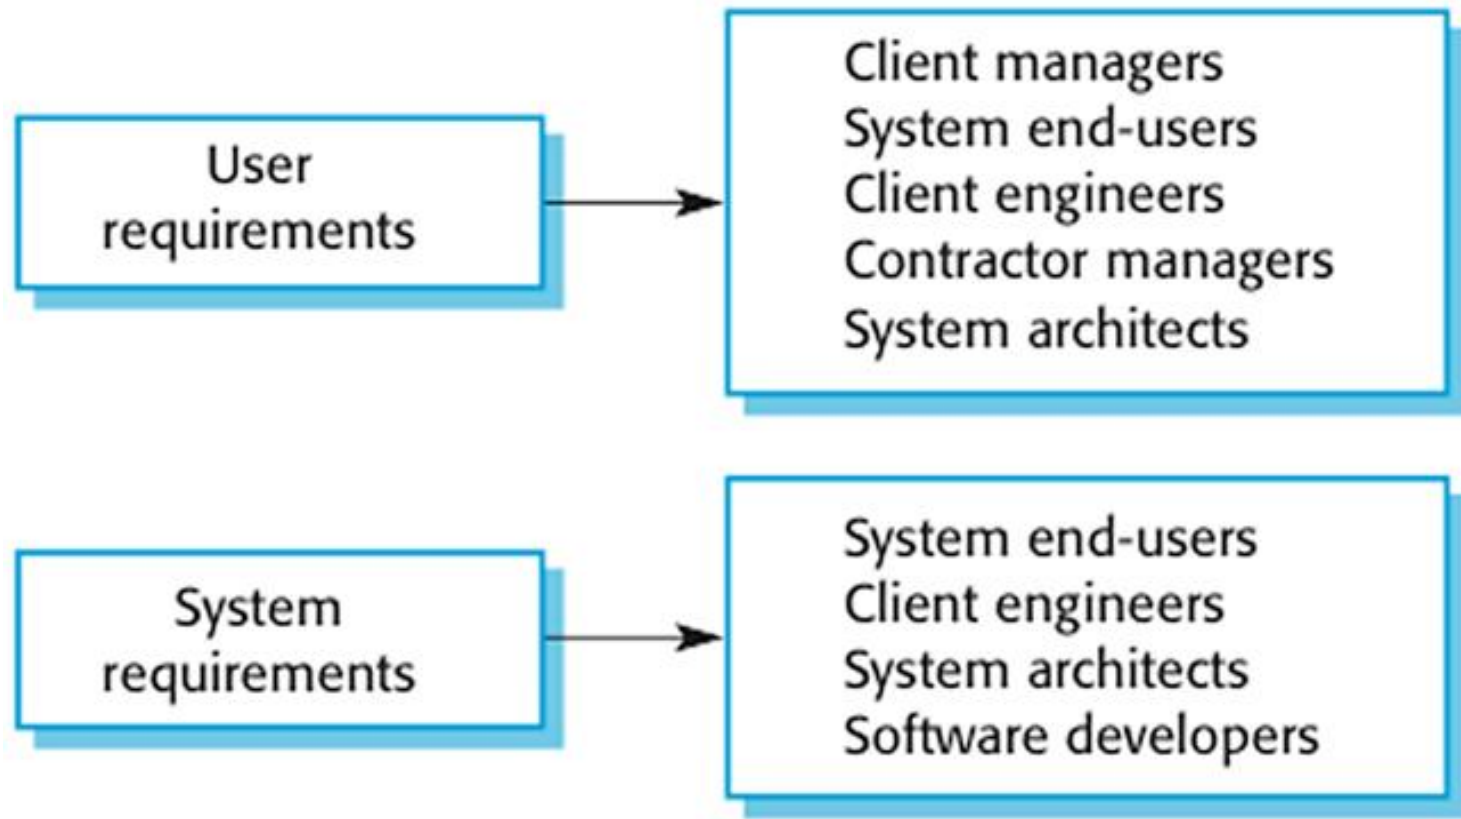 User
requirements
Client managers
System end-users
Client engineers
Contractor managers
System architects
System
requirements
System end-users
Client engineers
System architects
Software developers